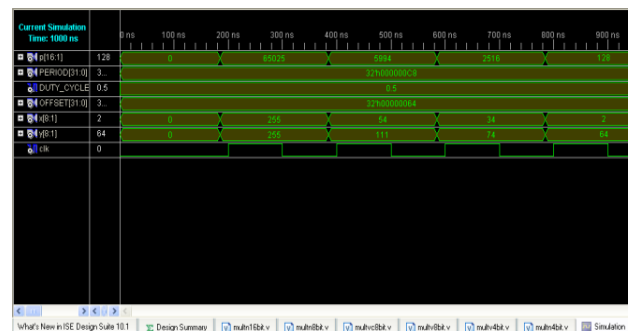 Current Simulation
Time: 1000 ns
0 ns 100 ns 200 ns 300 ns 400 ns 500 ns 600 ns 700 ns 800 ns 900 ns
p[16:1] 128 0 65025 5994 2516 128
PERIOD[31:0] 3... 32'h000000C8
DUTY_CYCLE 0.5 0.5
OFFSET[31:0] 3... 32'h00000064
x[8:1] 2 0 255 54 34 2
y[8:1] 64 0 255 111 74 64
clk 0
What's New in ISE Design Suite 10.1 Design Summary multn16bit.v multn8bit.v multvc8bit.v multv8bit.v multv4bit.v multn4bit.v Simulation